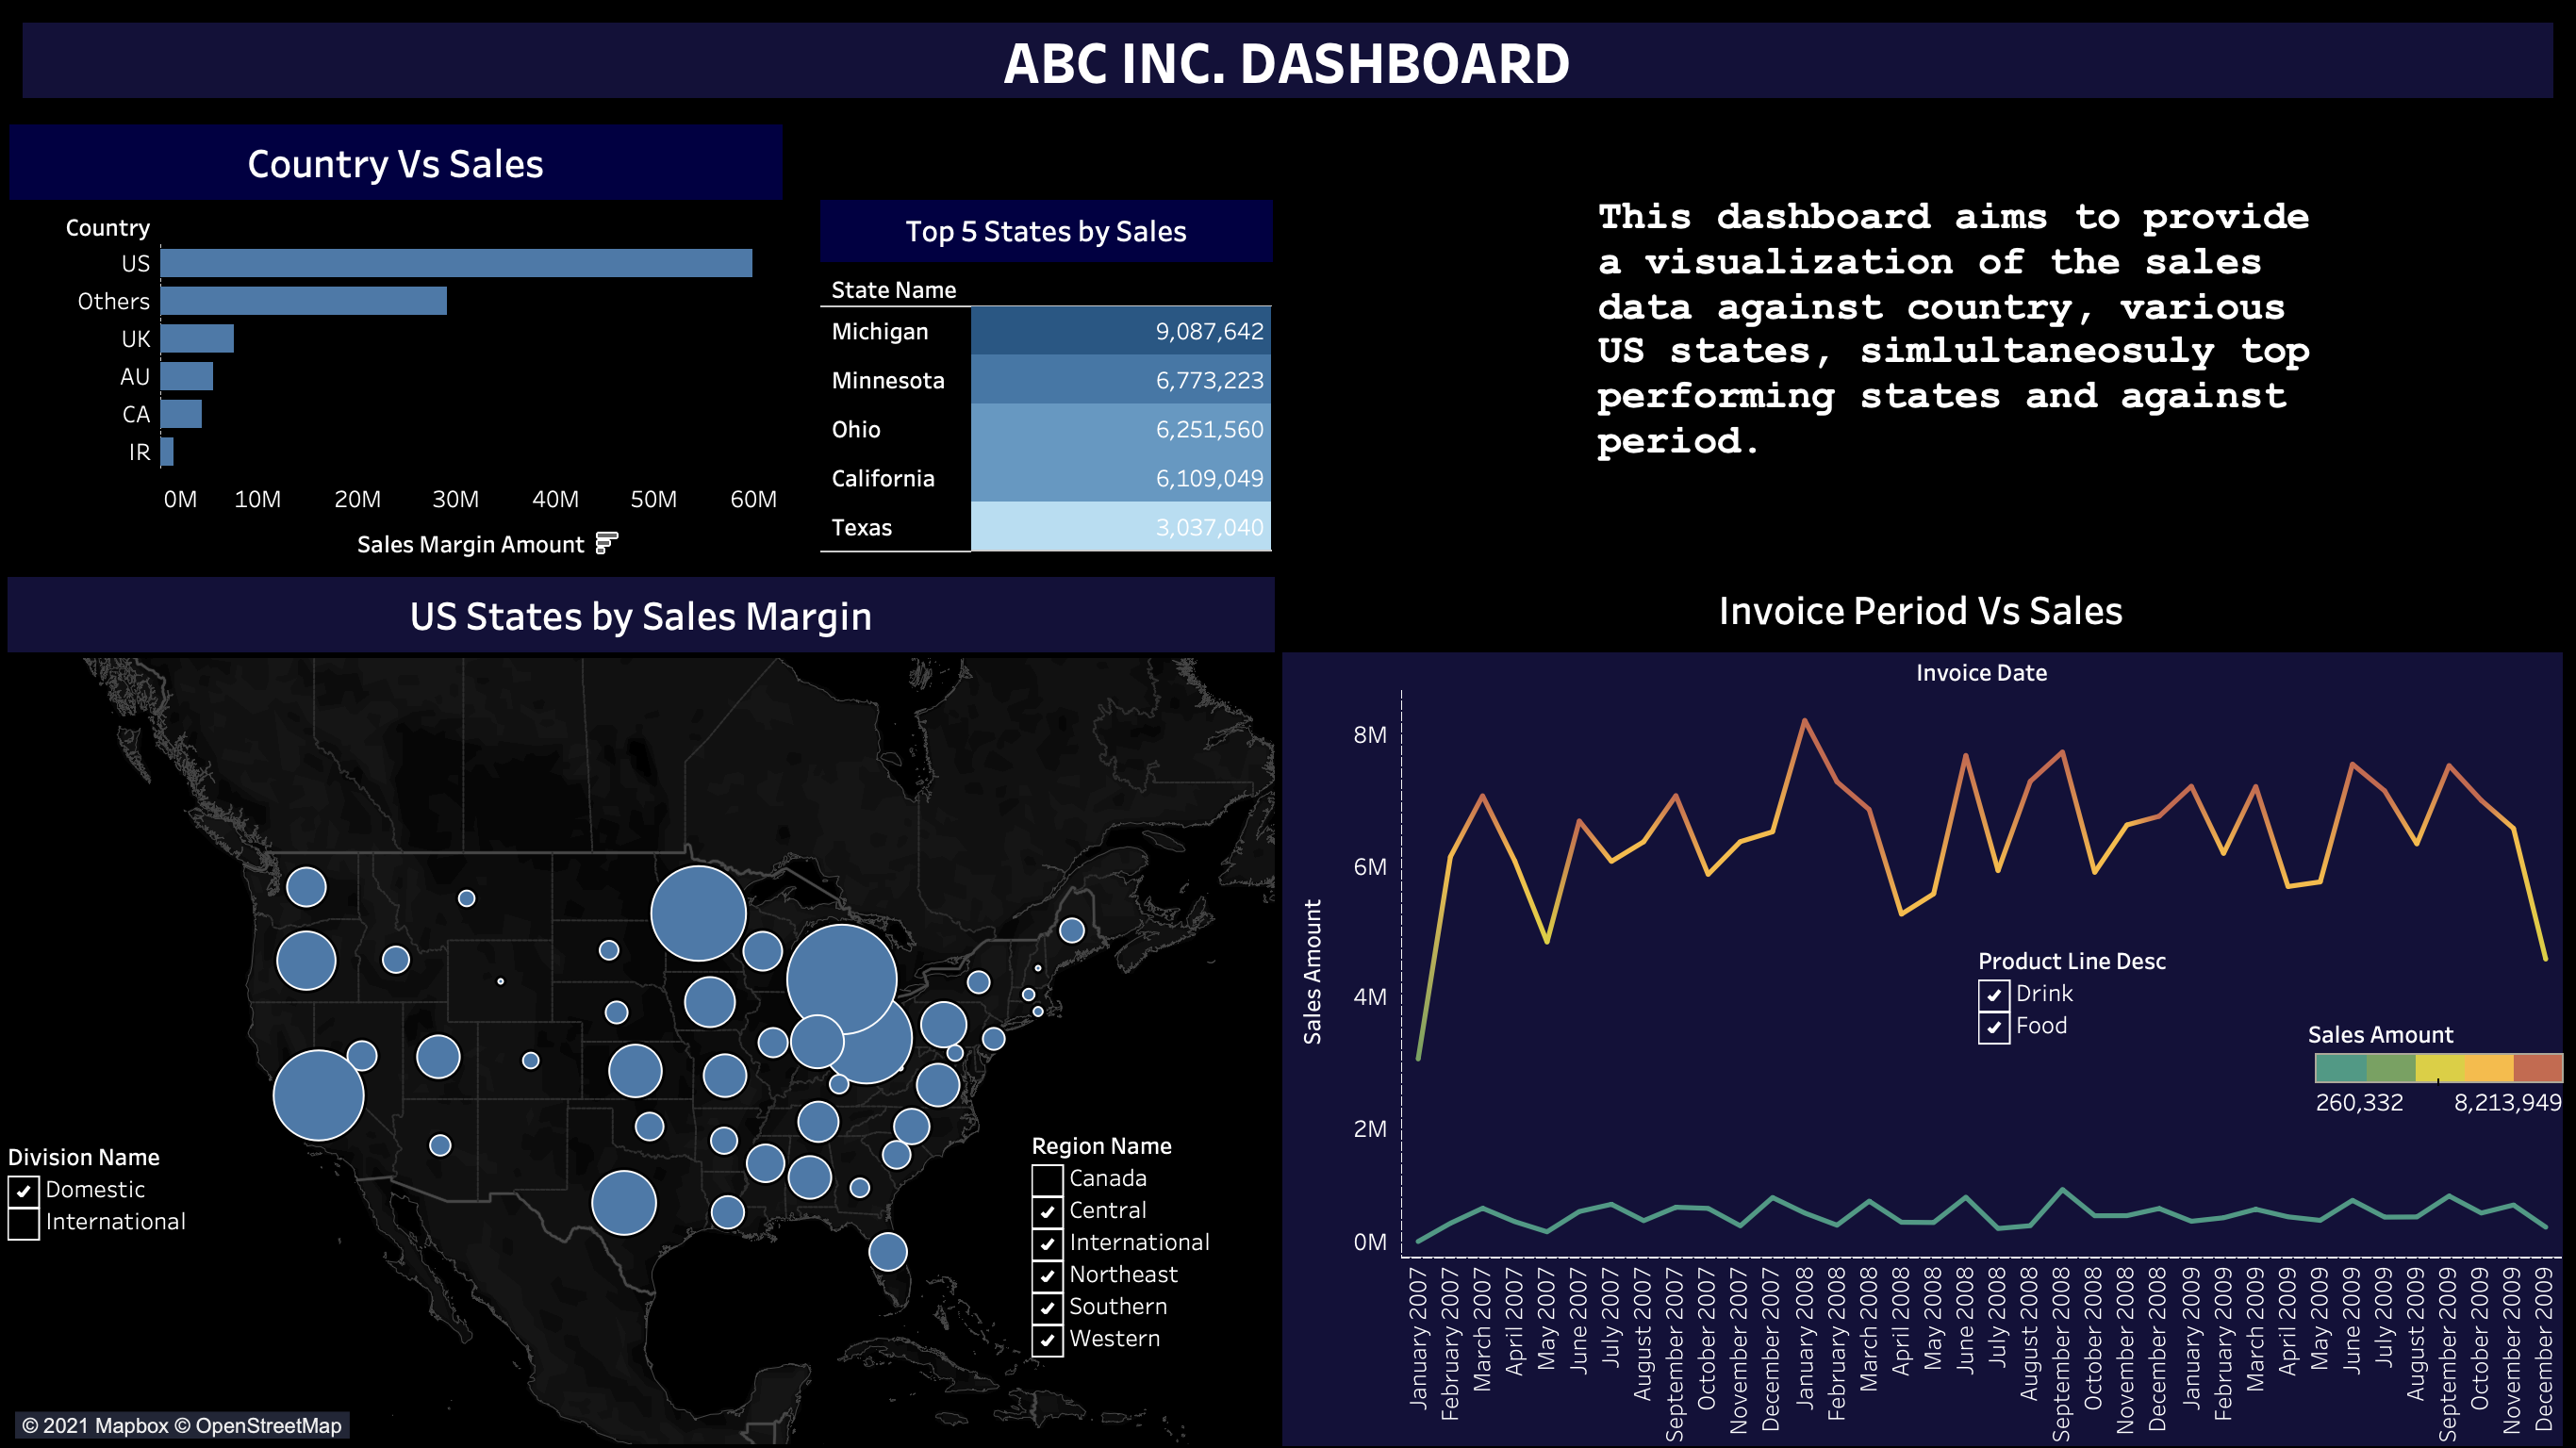 ABC INC. DASHBOARD
Country Vs Sales
Country
US
Others
UK
AU
CA
IR
0M 10M 20M 30M 40M 50M 60M
Sales Margin Amount
Top 5 States by Sales
State Name
Michigan 9,087,642
Minnesota 6,773,223
Ohio 6,251,560
California 6,109,049
Texas 3,037,040
This dashboard aims to provide
a visualization of the sales
data against country, various
US states, simlultaneosuly top
performing states and against
period.
US States by Sales Margin
Division Name
Domestic
International
Region Name
Canada
Central
International
Northeast
Southern
Western
© 2021 Mapbox © OpenStreetMap
Invoice Period Vs Sales
Invoice Date
Sales Amount
8M
6M
4M
2M
0M
Product Line Desc
Drink
Food
Sales Amount
260,332 8,213,949
January 2007
February 2007
March 2007
April 2007
May 2007
June 2007
July 2007
August 2007
September 2007
October 2007
November 2007
December 2007
January 2008
February 2008
March 2008
April 2008
May 2008
June 2008
July 2008
August 2008
September 2008
October 2008
November 2008
December 2008
January 2009
February 2009
March 2009
April 2009
May 2009
June 2009
July 2009
August 2009
September 2009
October 2009
November 2009
December 2009